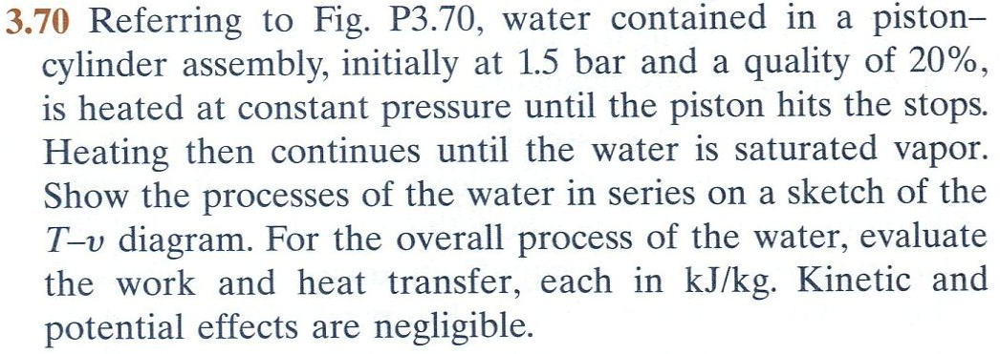 3.70 Referring to Fig. P3.70, water contained in a piston–
cylinder assembly, initially at 1.5 bar and a quality of 20%,
is heated at constant pressure until the piston hits the stops.
Heating then continues until the water is saturated vapor.
Show the processes of the water in series on a sketch of the
T–v diagram. For the overall process of the water, evaluate
the work and heat transfer, each in kJ/kg. Kinetic and
potential effects are negligible.